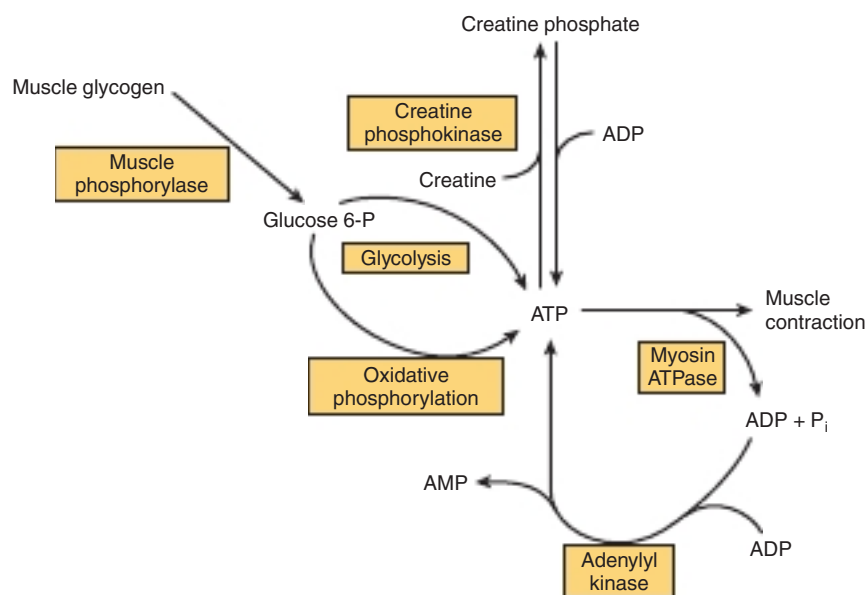 Creatine phosphate
Muscle glycogen
Creatine
phosphokinase
ADP
Muscle
phosphorylase
Creatine
Glucose 6-P
Glycolysis
ATP
Muscle
contraction
Oxidative
phosphorylation
Myosin
ATPase
ADP + Pi
AMP
ADP
Adenylyl
kinase